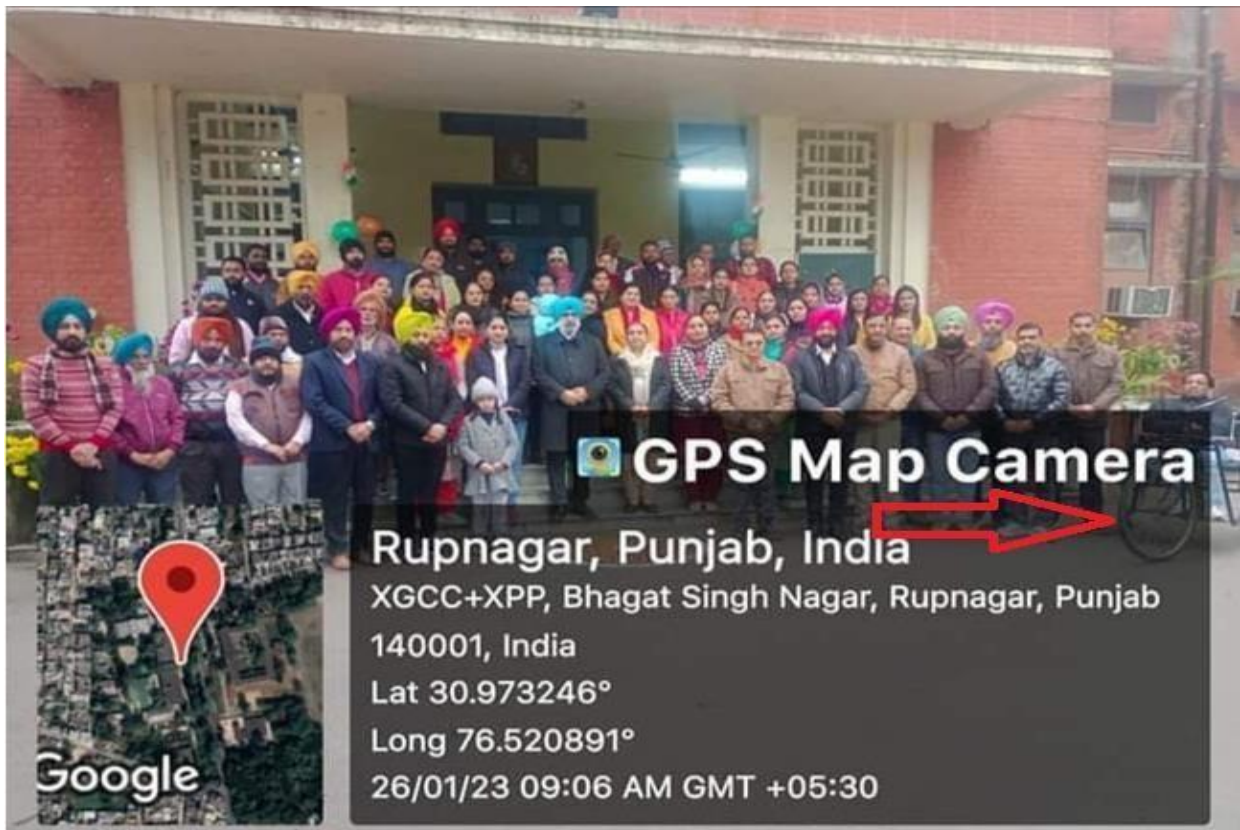 GPS Map Camera
Rupnagar, Punjab, India
XGCC+XPP, Bhagat Singh Nagar, Rupnagar, Punjab
140001, India
Lat 30.973246°
Long 76.520891°
26/01/23 09:06 AM GMT +05:30
Google